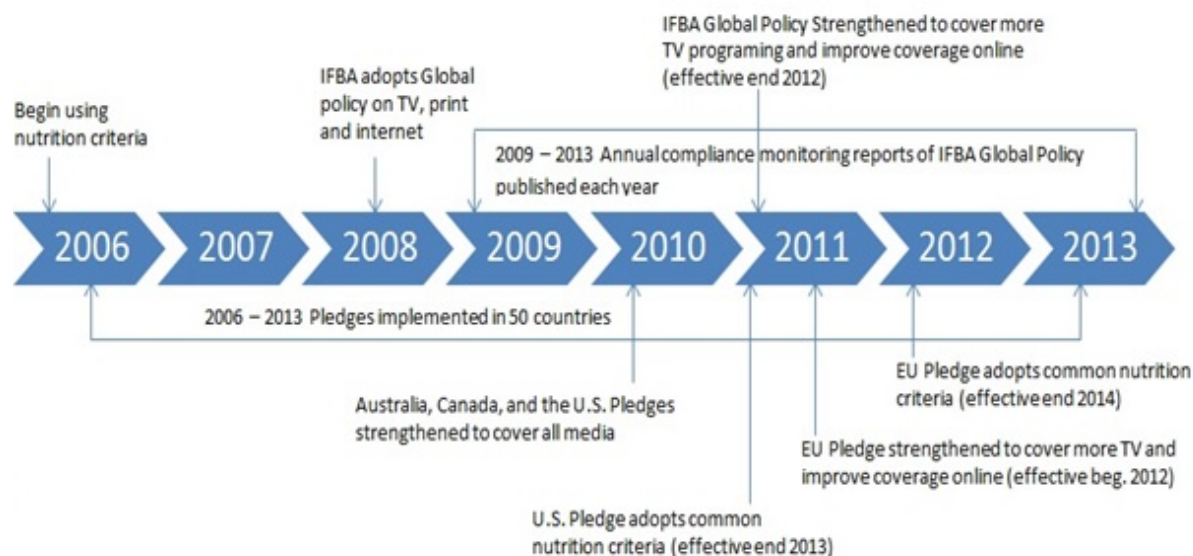 IFBA Global Policy Strengthened to cover more
TV programing and improve coverage online
(effective end 2012)
IFBA adopts Global
policy on TV, print
and internet
Begin using
nutrition criteria
2009 – 2013 Annual compliance monitoring reports of IFBA Global Policy
published each year
2006
2007
2008
2009
2010
2011
2012
2013
2006 – 2013 Pledges implemented in 50 countries
EU Pledge adopts common nutrition
criteria (effective end 2014)
Australia, Canada, and the U.S. Pledges
strengthened to cover all media
EU Pledge strengthened to cover more TV and
improve coverage online (effective beg. 2012)
U.S. Pledge adopts common
nutrition criteria (effective end 2013)